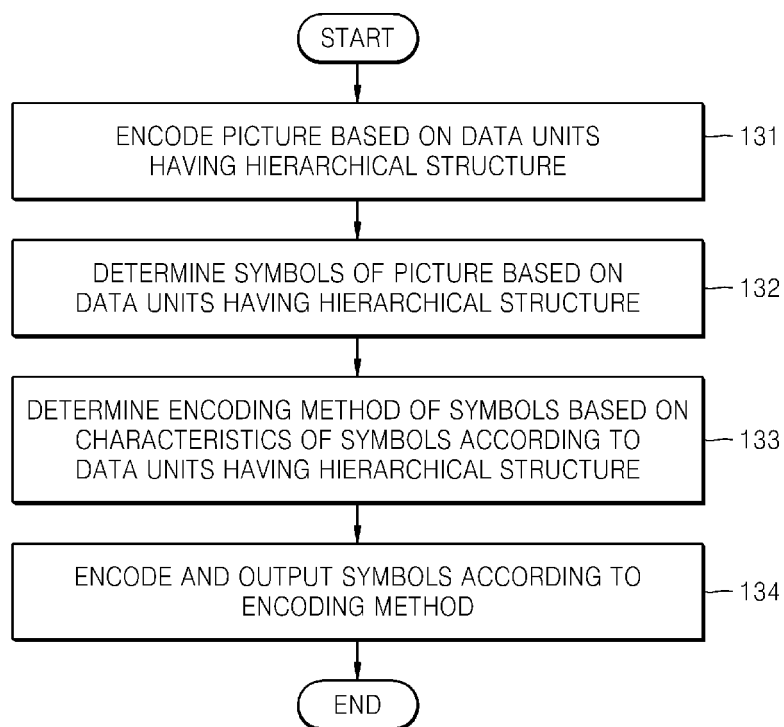 START
ENCODE PICTURE BASED ON DATA UNITS
HAVING HIERARCHICAL STRUCTURE
131
DETERMINE SYMBOLS OF PICTURE BASED ON
DATA UNITS HAVING HIERARCHICAL STRUCTURE
132
DETERMINE ENCODING METHOD OF SYMBOLS BASED ON
CHARACTERISTICS OF SYMBOLS ACCORDING TO
DATA UNITS HAVING HIERARCHICAL STRUCTURE
133
ENCODE AND OUTPUT SYMBOLS ACCORDING TO
ENCODING METHOD
134
END